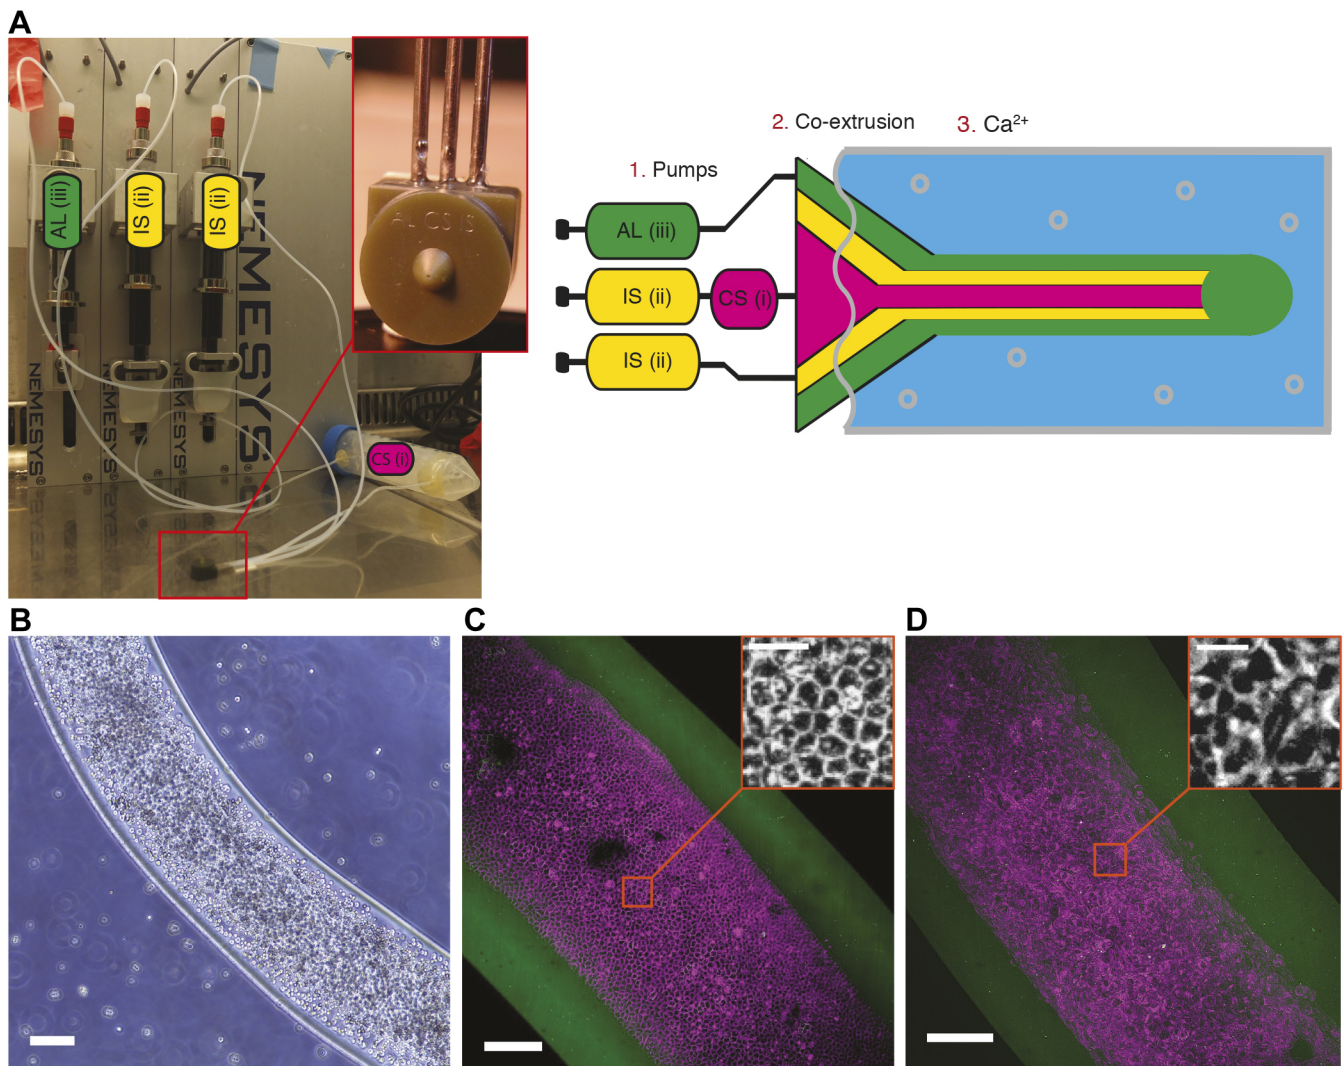 A
AL (iii)
IS (ii)
IS (ii)
NEMESYS
NEMESYS
NEMESYS
NEMESYS
AL CS IS
CS (i)
1. Pumps
2. Co-extrusion
3. Ca²⁺
AL (iii)
IS (ii)
CS (i)
IS (ii)
B
C
D